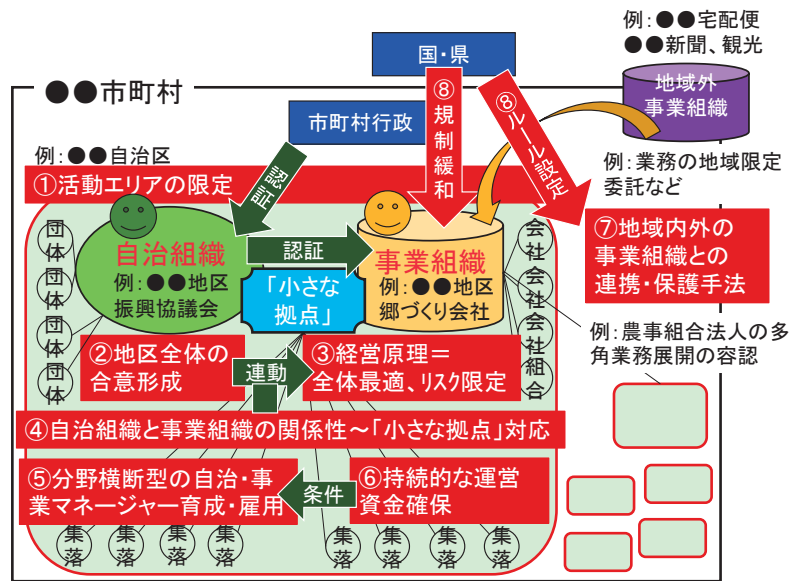 例:●●宅配便
●●新聞、観光
国・県
地域外
事業組織
●●市町村
市町村行政
⑧規制緩和
⑧ルール設定
例:●●自治区
認証
例:業務の地域限定
委託など
①活動エリアの限定
団体
団体
団体
団体
自治組織
例:●●地区
振興協議会
認証
「小さな
拠点」
事業組織
例:●●地区
郷づくり会社
会社
会社
会社
組合
⑦地域内外の
事業組織との
連携・保護手法
例:農事組合法人の多
角業務展開の容認
②地区全体の
合意形成
連動
③経営原理=
全体最適、リスク限定
④自治組織と事業組織の関係性~「小さな拠点」対応
⑤分野横断型の自治・事
業マネージャー育成・雇用
条件
⑥持続的な運営
資金確保
集落
集落
集落
集落
集落
集落
集落
集落